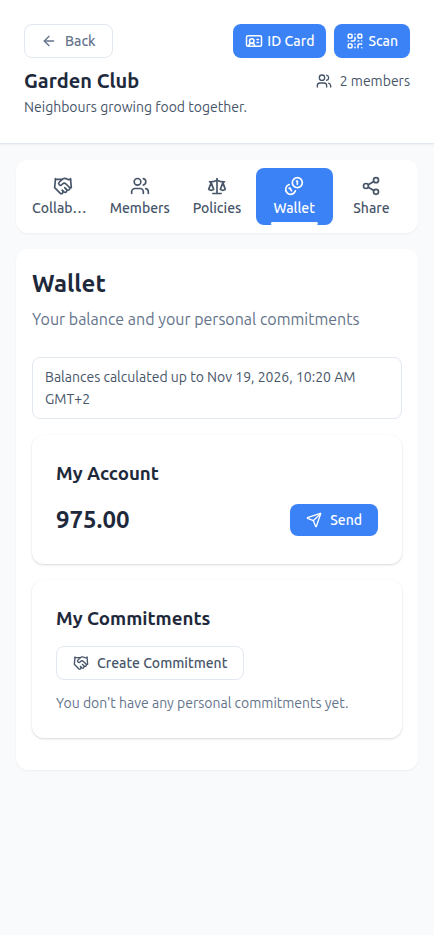 Back
ID Card
Scan
Garden Club
2 members
Neighbours growing food together.
Collab...
Members
Policies
Wallet
Share
Wallet
Your balance and your personal commitments
Balances calculated up to Nov 19, 2026, 10:20 AM
GMT+2
My Account
975.00
Send
My Commitments
Create Commitment
You don't have any personal commitments yet.